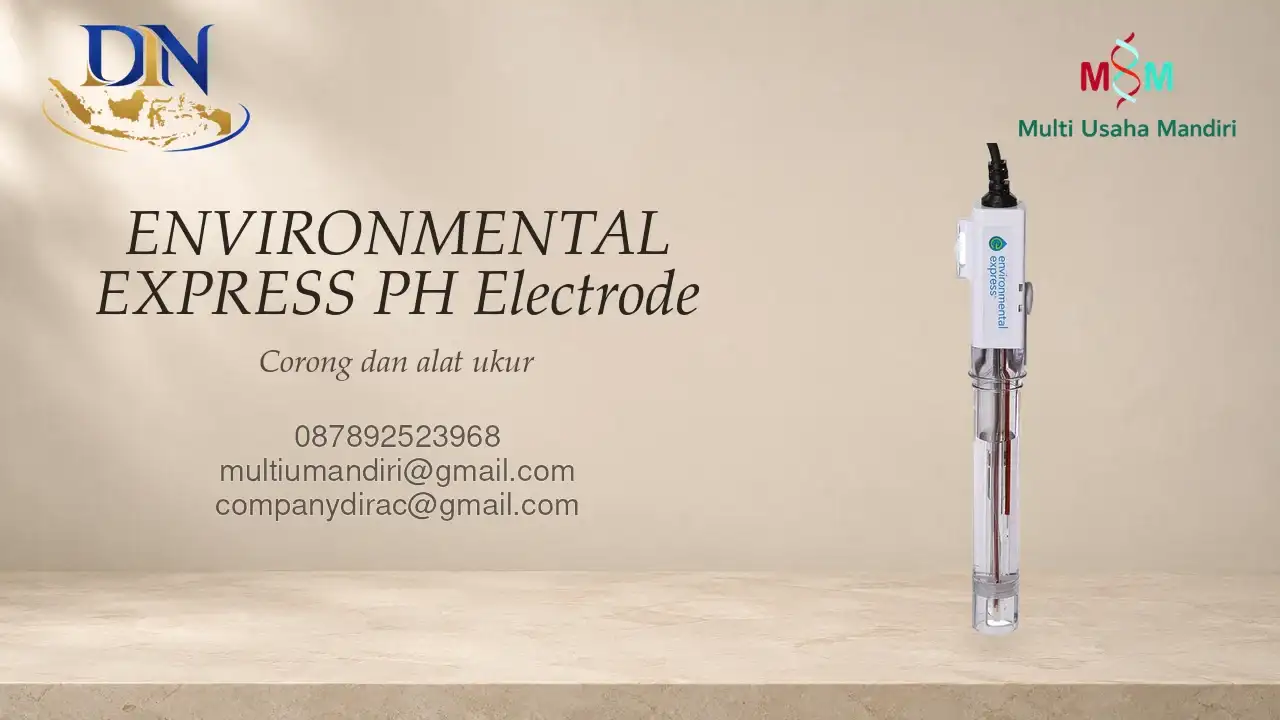 DIN
M M
Multi Usaha Mandiri
ENVIRONMENTAL
EXPRESS PH Electrode
Corong dan alat ukur
087892523968
multiumandiri@gmail.com
companydirac@gmail.com
environmental
express